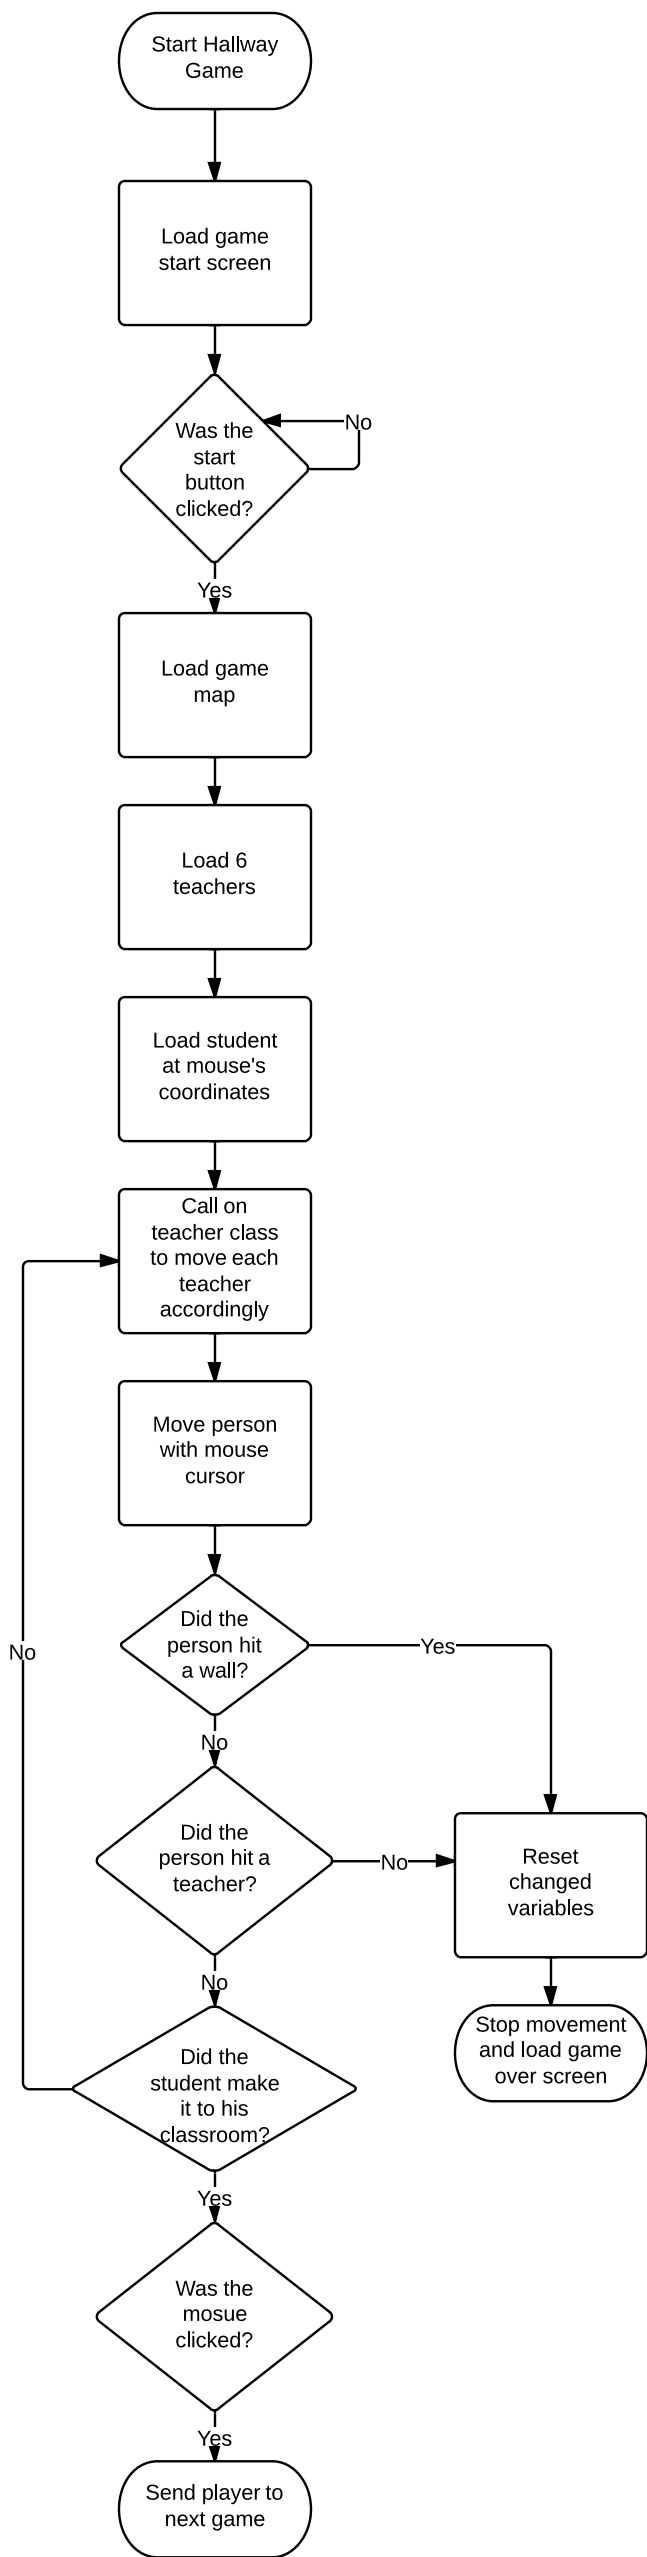 Start Hallway
Game
Load game
start screen
Was the
start
button
clicked?
No
Yes
Load game
map
Load 6
teachers
Load student
at mouse's
coordinates
Call on
teacher class
to move each
teacher
accordingly
Move person
with mouse
cursor
Did the
person hit
a wall?
Yes
No
No
Did the
person hit a
teacher?
No
Reset
changed
variables
No
Stop movement
and load game
over screen
Did the
student make
it to his
classroom?
Yes
Was the
mosue
clicked?
Yes
Send player to
next game